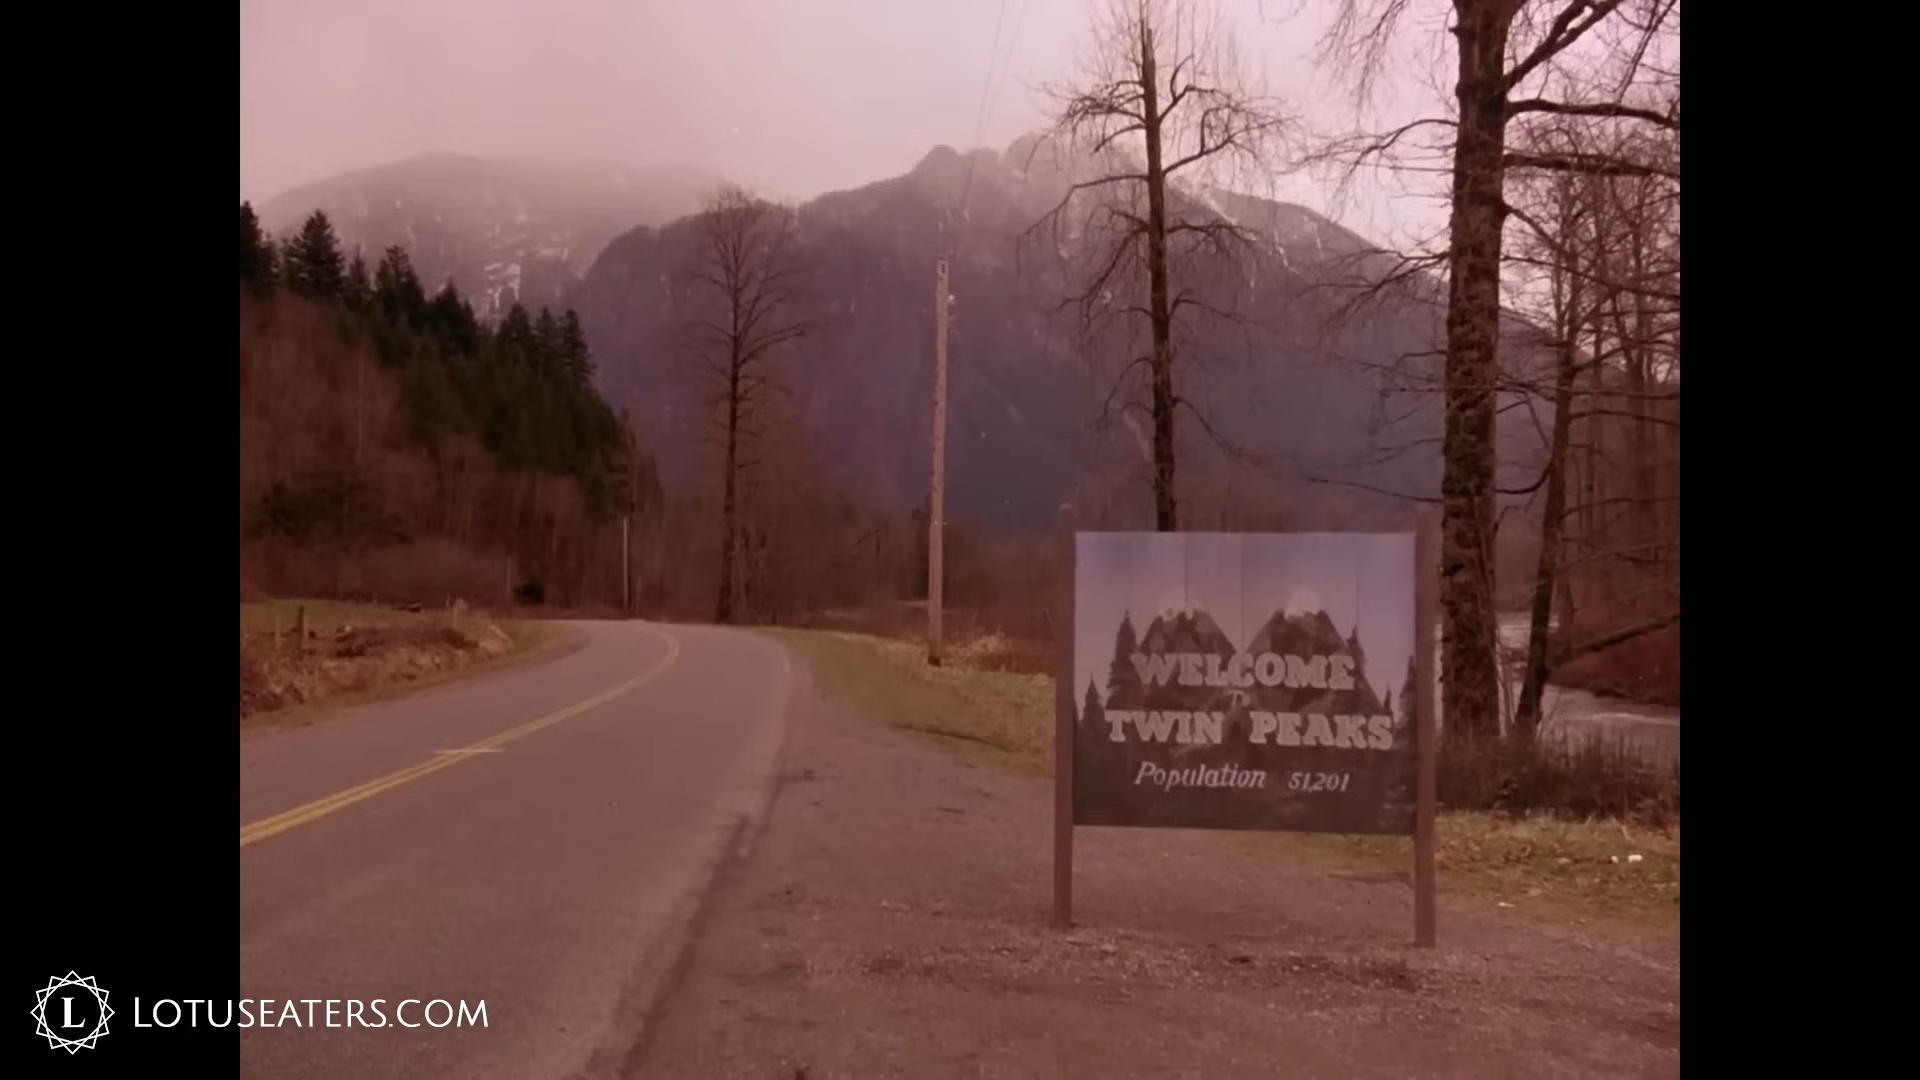 WELCOME
To
TWIN PEAKS
Population 51,201
L LOTUSEATERS.COM